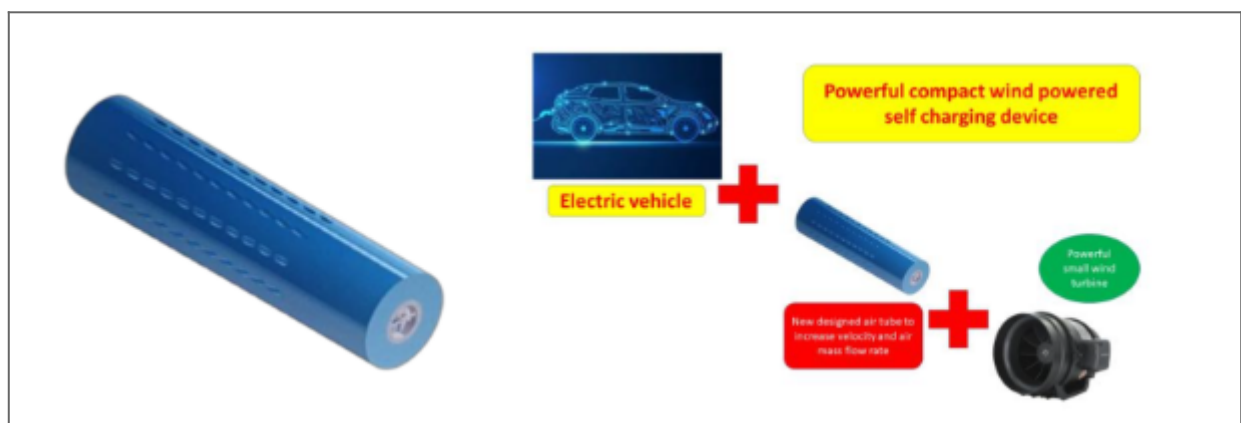 Powerful compact wind powered
self charging device
Electric vehicle
Powerful
small wind
turbine
New designed air tube to
increase velocity and air
mass flow rate